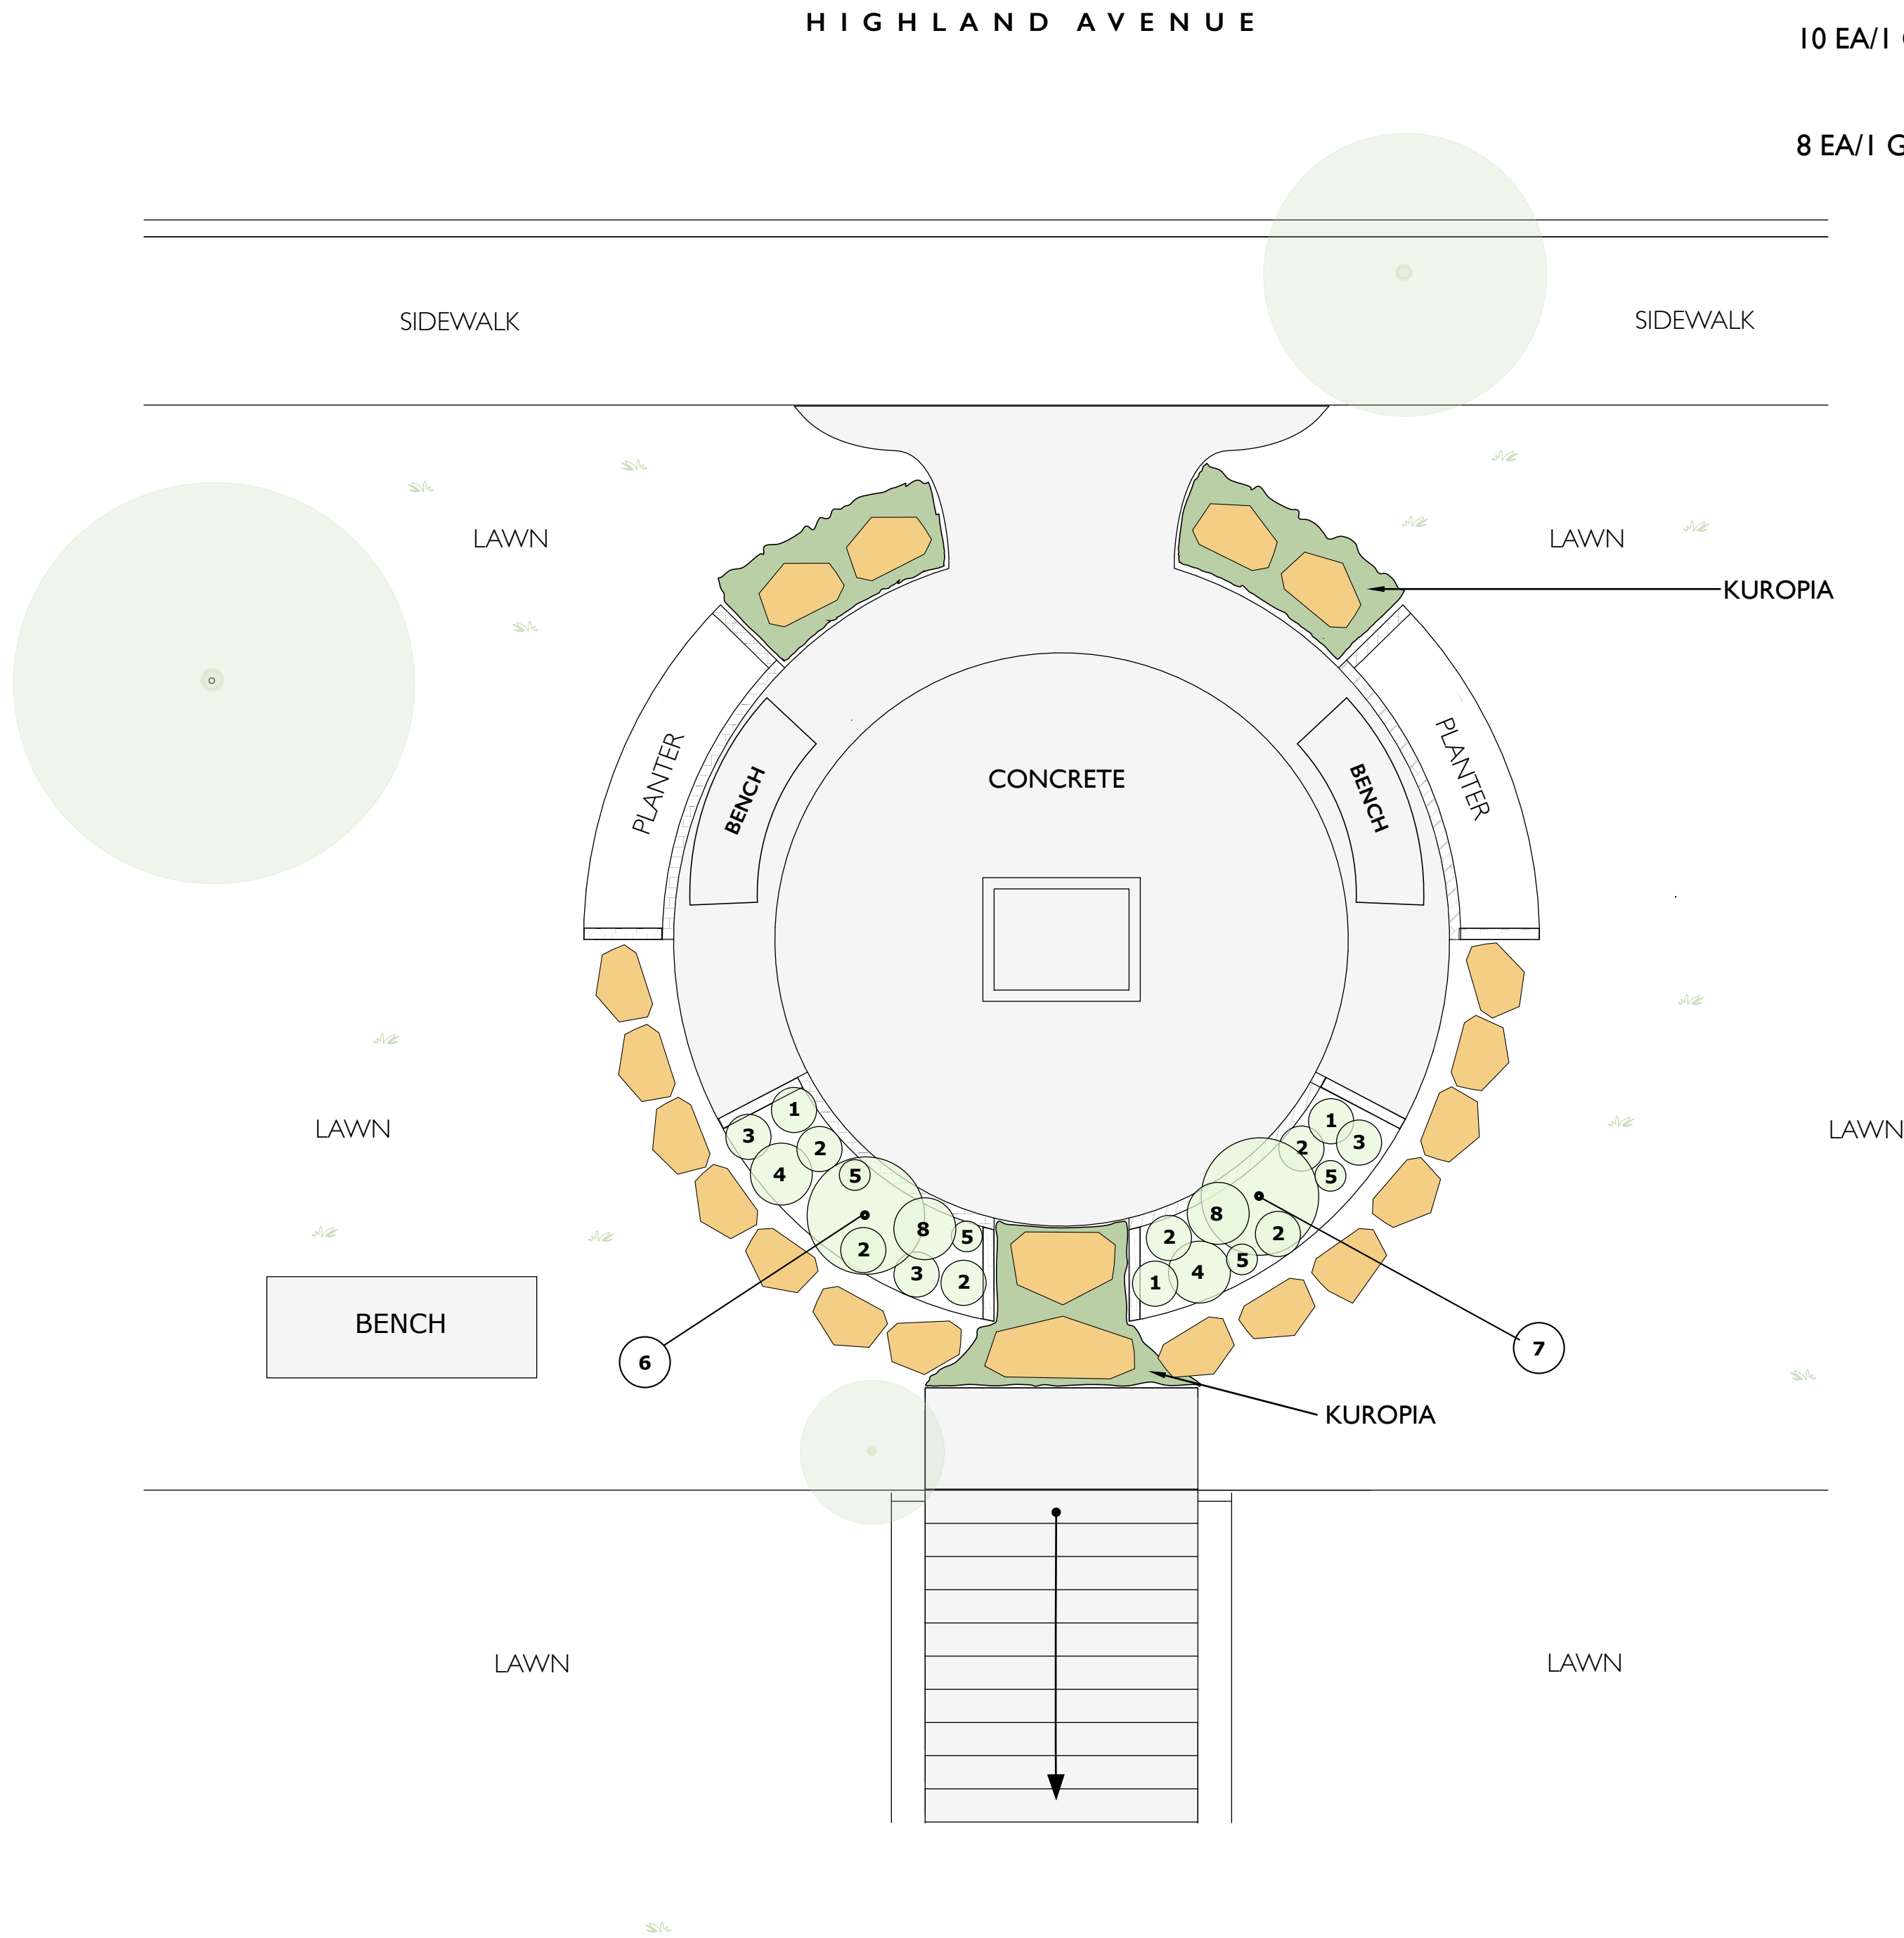 HIGHLAND AVENUE
10 EA/1
8 EA/1 G
SIDEWALK
SIDEWALK
LAWN
LAWN
KUROPIA
PLANTER
PLANTER
BENCH
CONCRETE
BENCH
1
3
2
4
5
8
2
5
3
2
1
2
3
5
8
2
2
5
4
1
LAWN
LAWN
BENCH
6
7
KUROPIA
LAWN
LAWN